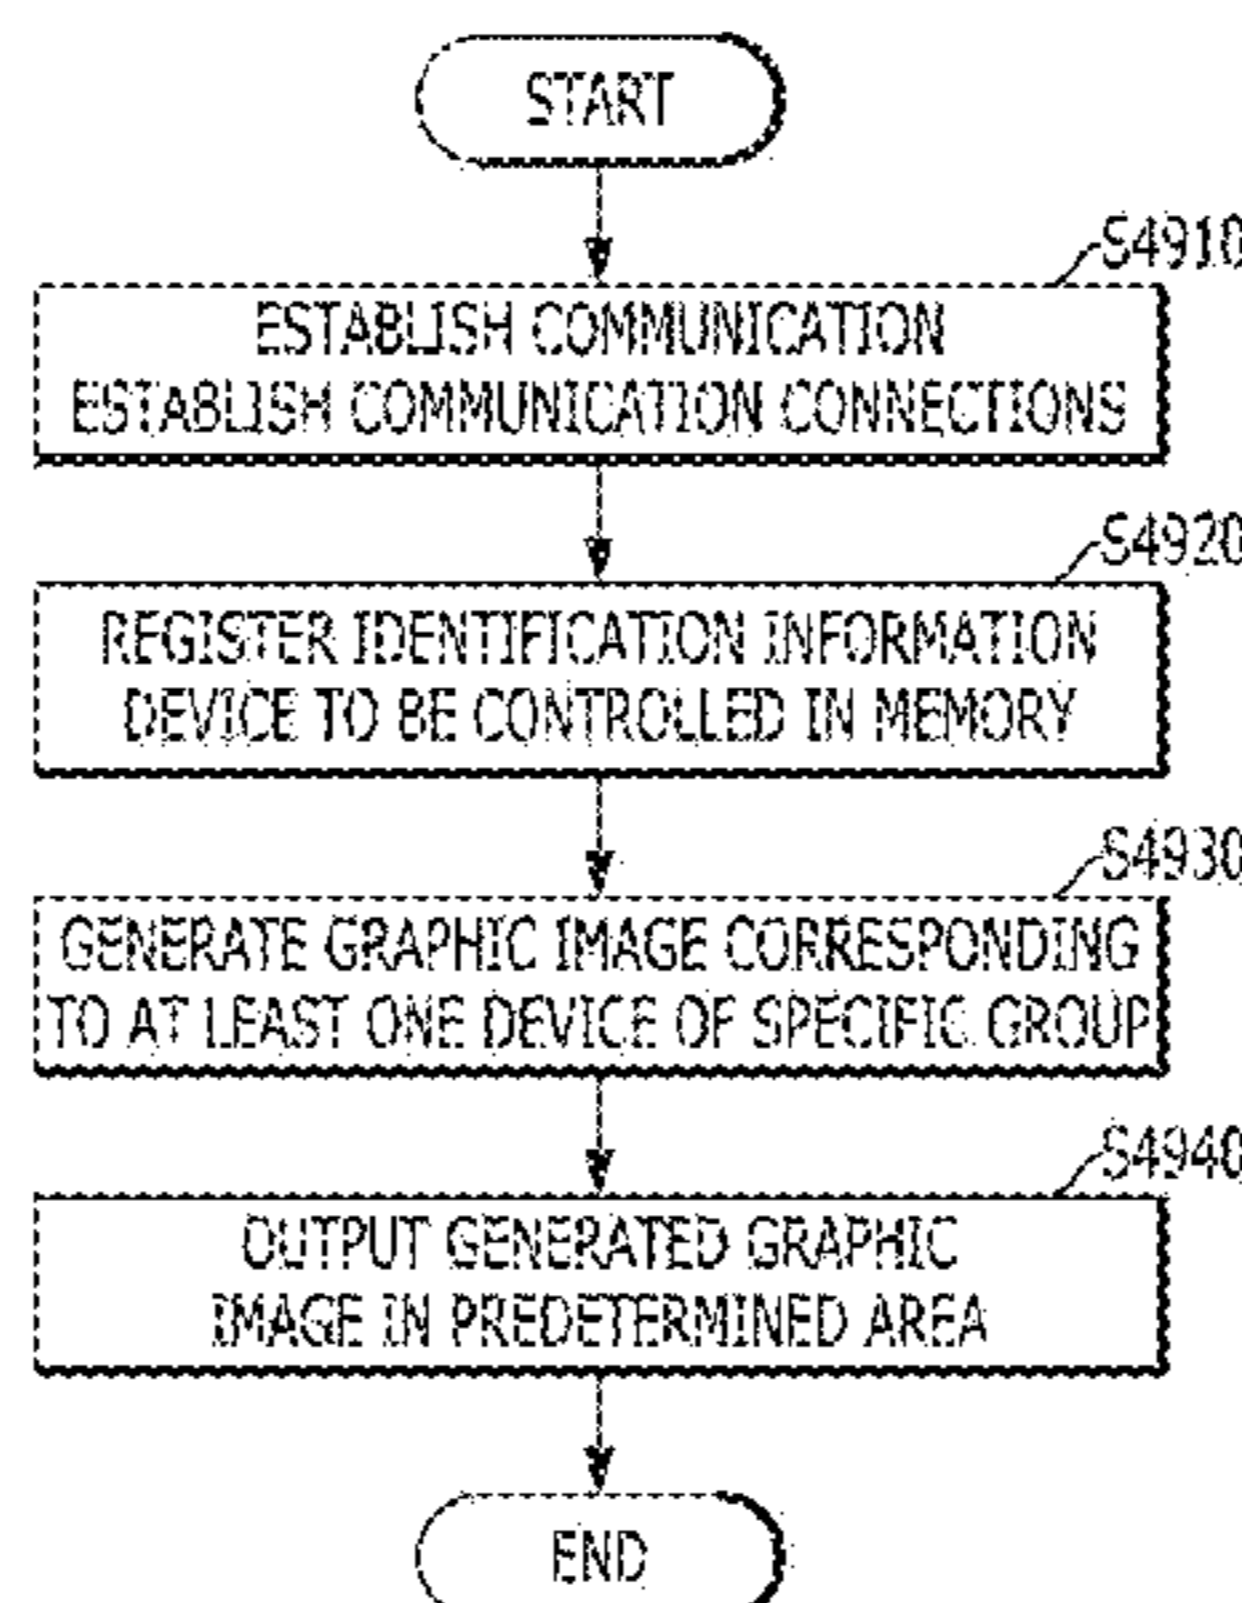 START
S4910
ESTABLISH COMMUNICATION
ESTABLISH COMMUNICATION CONNECTIONS
S4920
REGISTER IDENTIFICATION INFORMATION
DEVICE TO BE CONTROLLED IN MEMORY
S4930
GENERATE GRAPHIC IMAGE CORRESPONDING
TO AT LEAST ONE DEVICE OF SPECIFIC GROUP
S4940
OUTPUT GENERATED GRAPHIC
IMAGE IN PREDETERMINED AREA
END